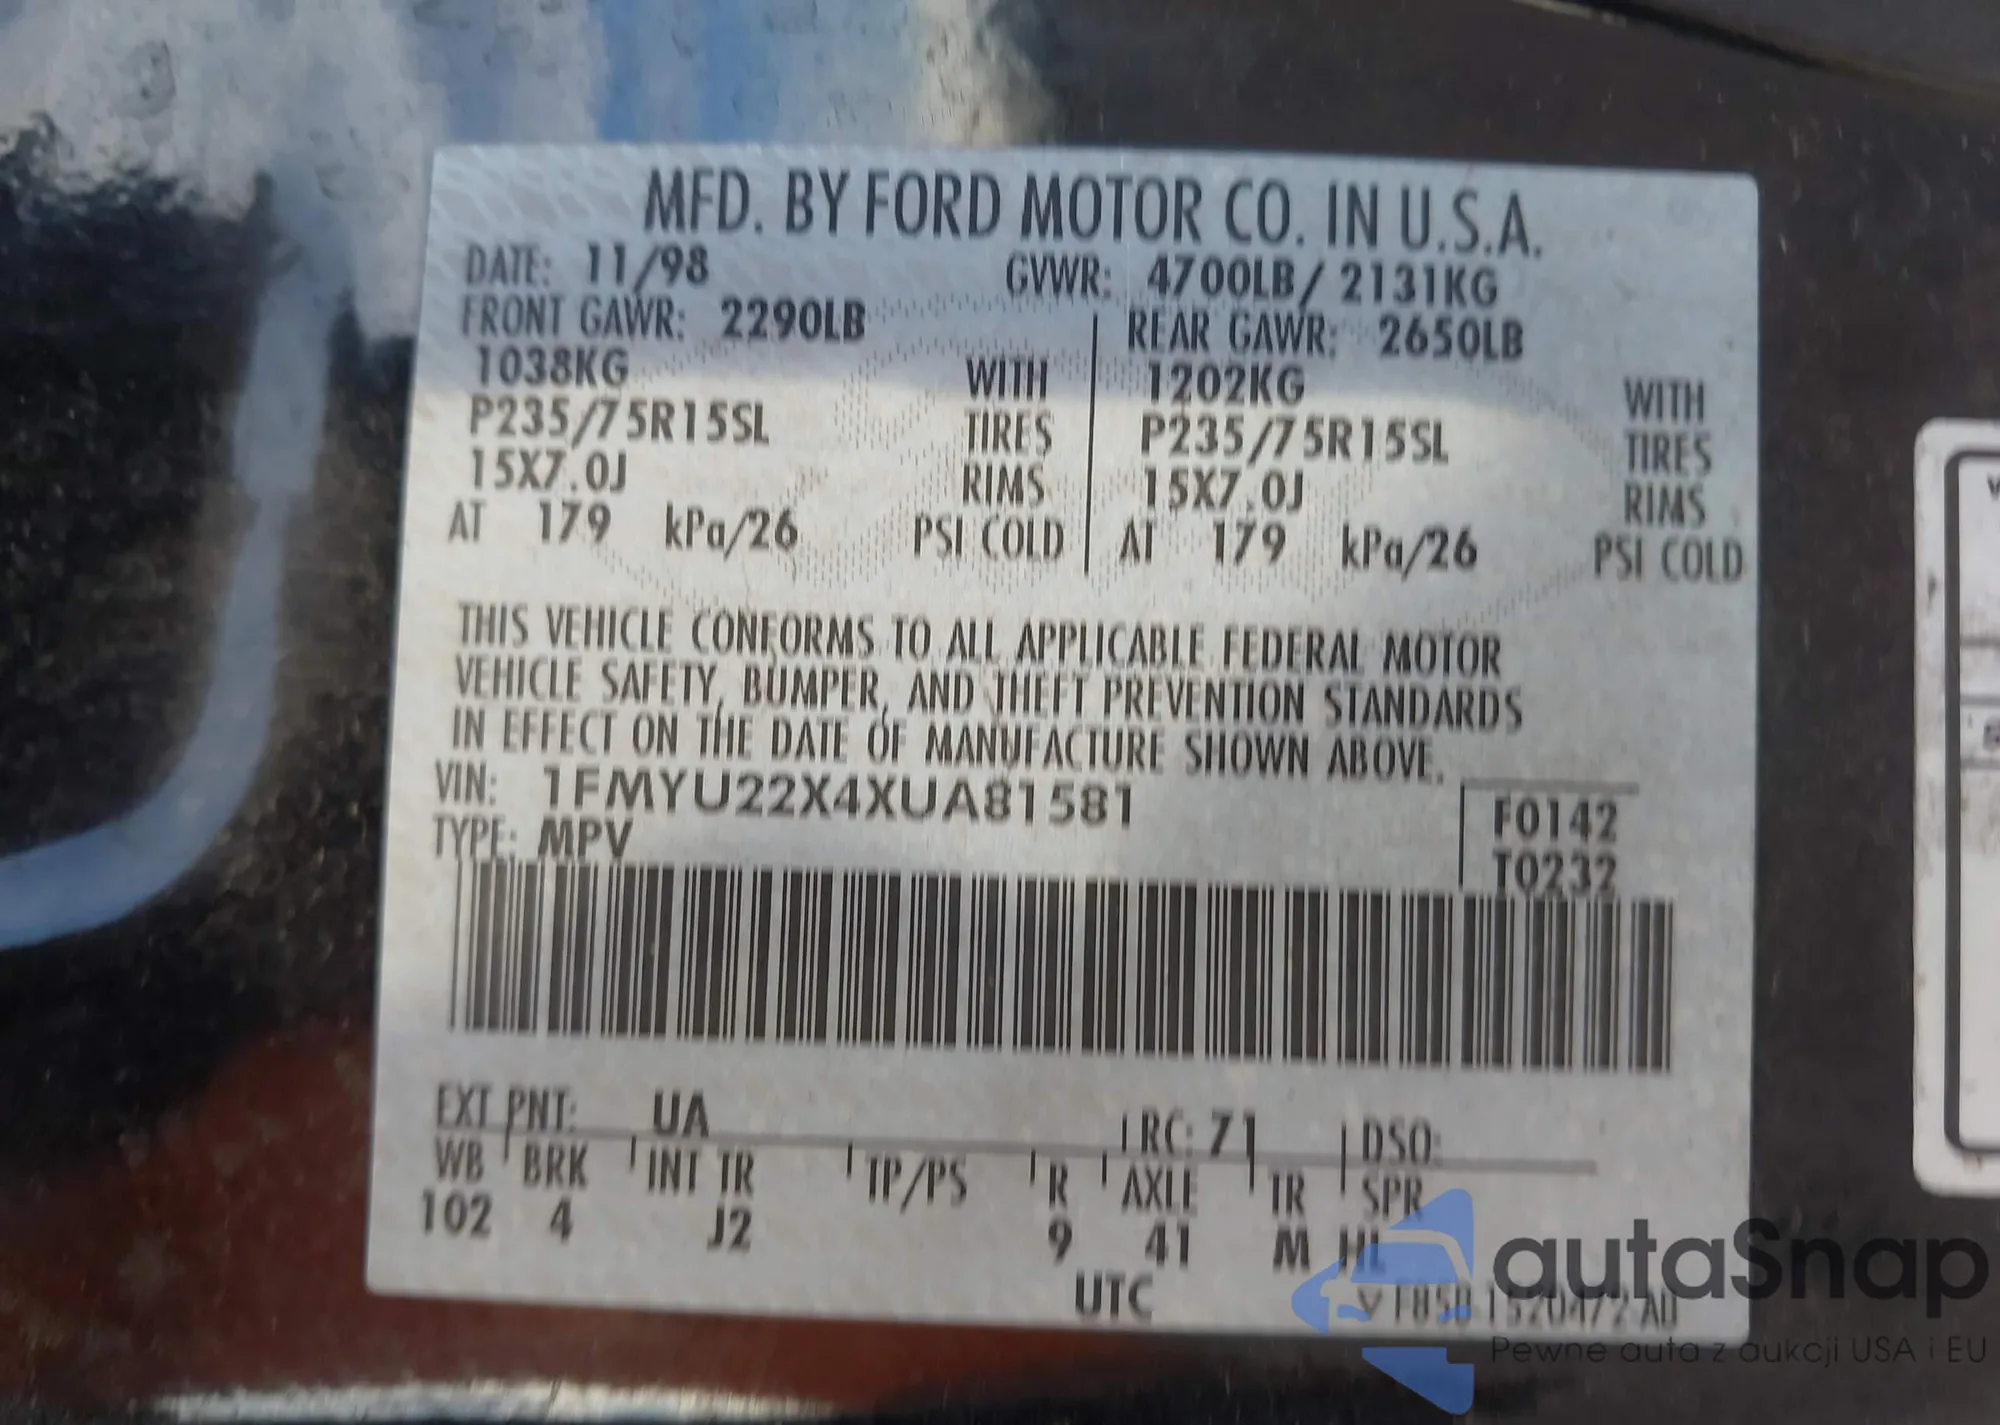 MFD. BY FORD MOTOR CO. IN U.S.A.
DATE: 11/98 GVWR: 4700LB/ 2131KG
FRONT GAWR: 2290LB REAR GAWR: 2650LB
1038KG WITH 1202KG WITH
P235/75R15SL TIRES P235/75R15SL TIRES
15X7.0J RIMS 15X7.0J RIMS
AT 179 kPa/26 PSI COLD AT 179 kPa/26 PSI COLD
THIS VEHICLE CONFORMS TO ALL APPLICABLE FEDERAL MOTOR
VEHICLE SAFETY, BUMPER, AND THEFT PREVENTION STANDARDS
IN EFFECT ON THE DATE OF MANUFACTURE SHOWN ABOVE.
VIN: 1FMYU22X4XUA81581 F0142
TYPE: MPV T0232
EXT PNT: UA RC: 71 DSO:
WB BRK INT TR TP/PS R AXLE TR SPR
102 4 J2 9 41 M HL
UTC
autaSnap
Pewne auta z aukcji USA i EU